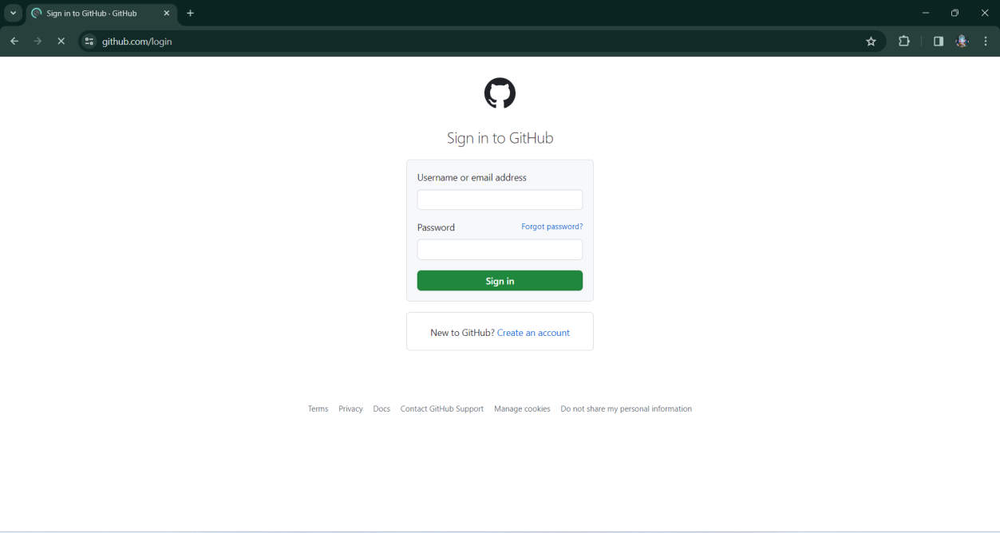 Sign in to GitHub · GitHub
github.com/login
Sign in to GitHub
Username or email address
Password Forgot password?
Sign in
New to GitHub? Create an account
Terms Privacy Docs Contact GitHub Support Manage cookies Do not share my personal information